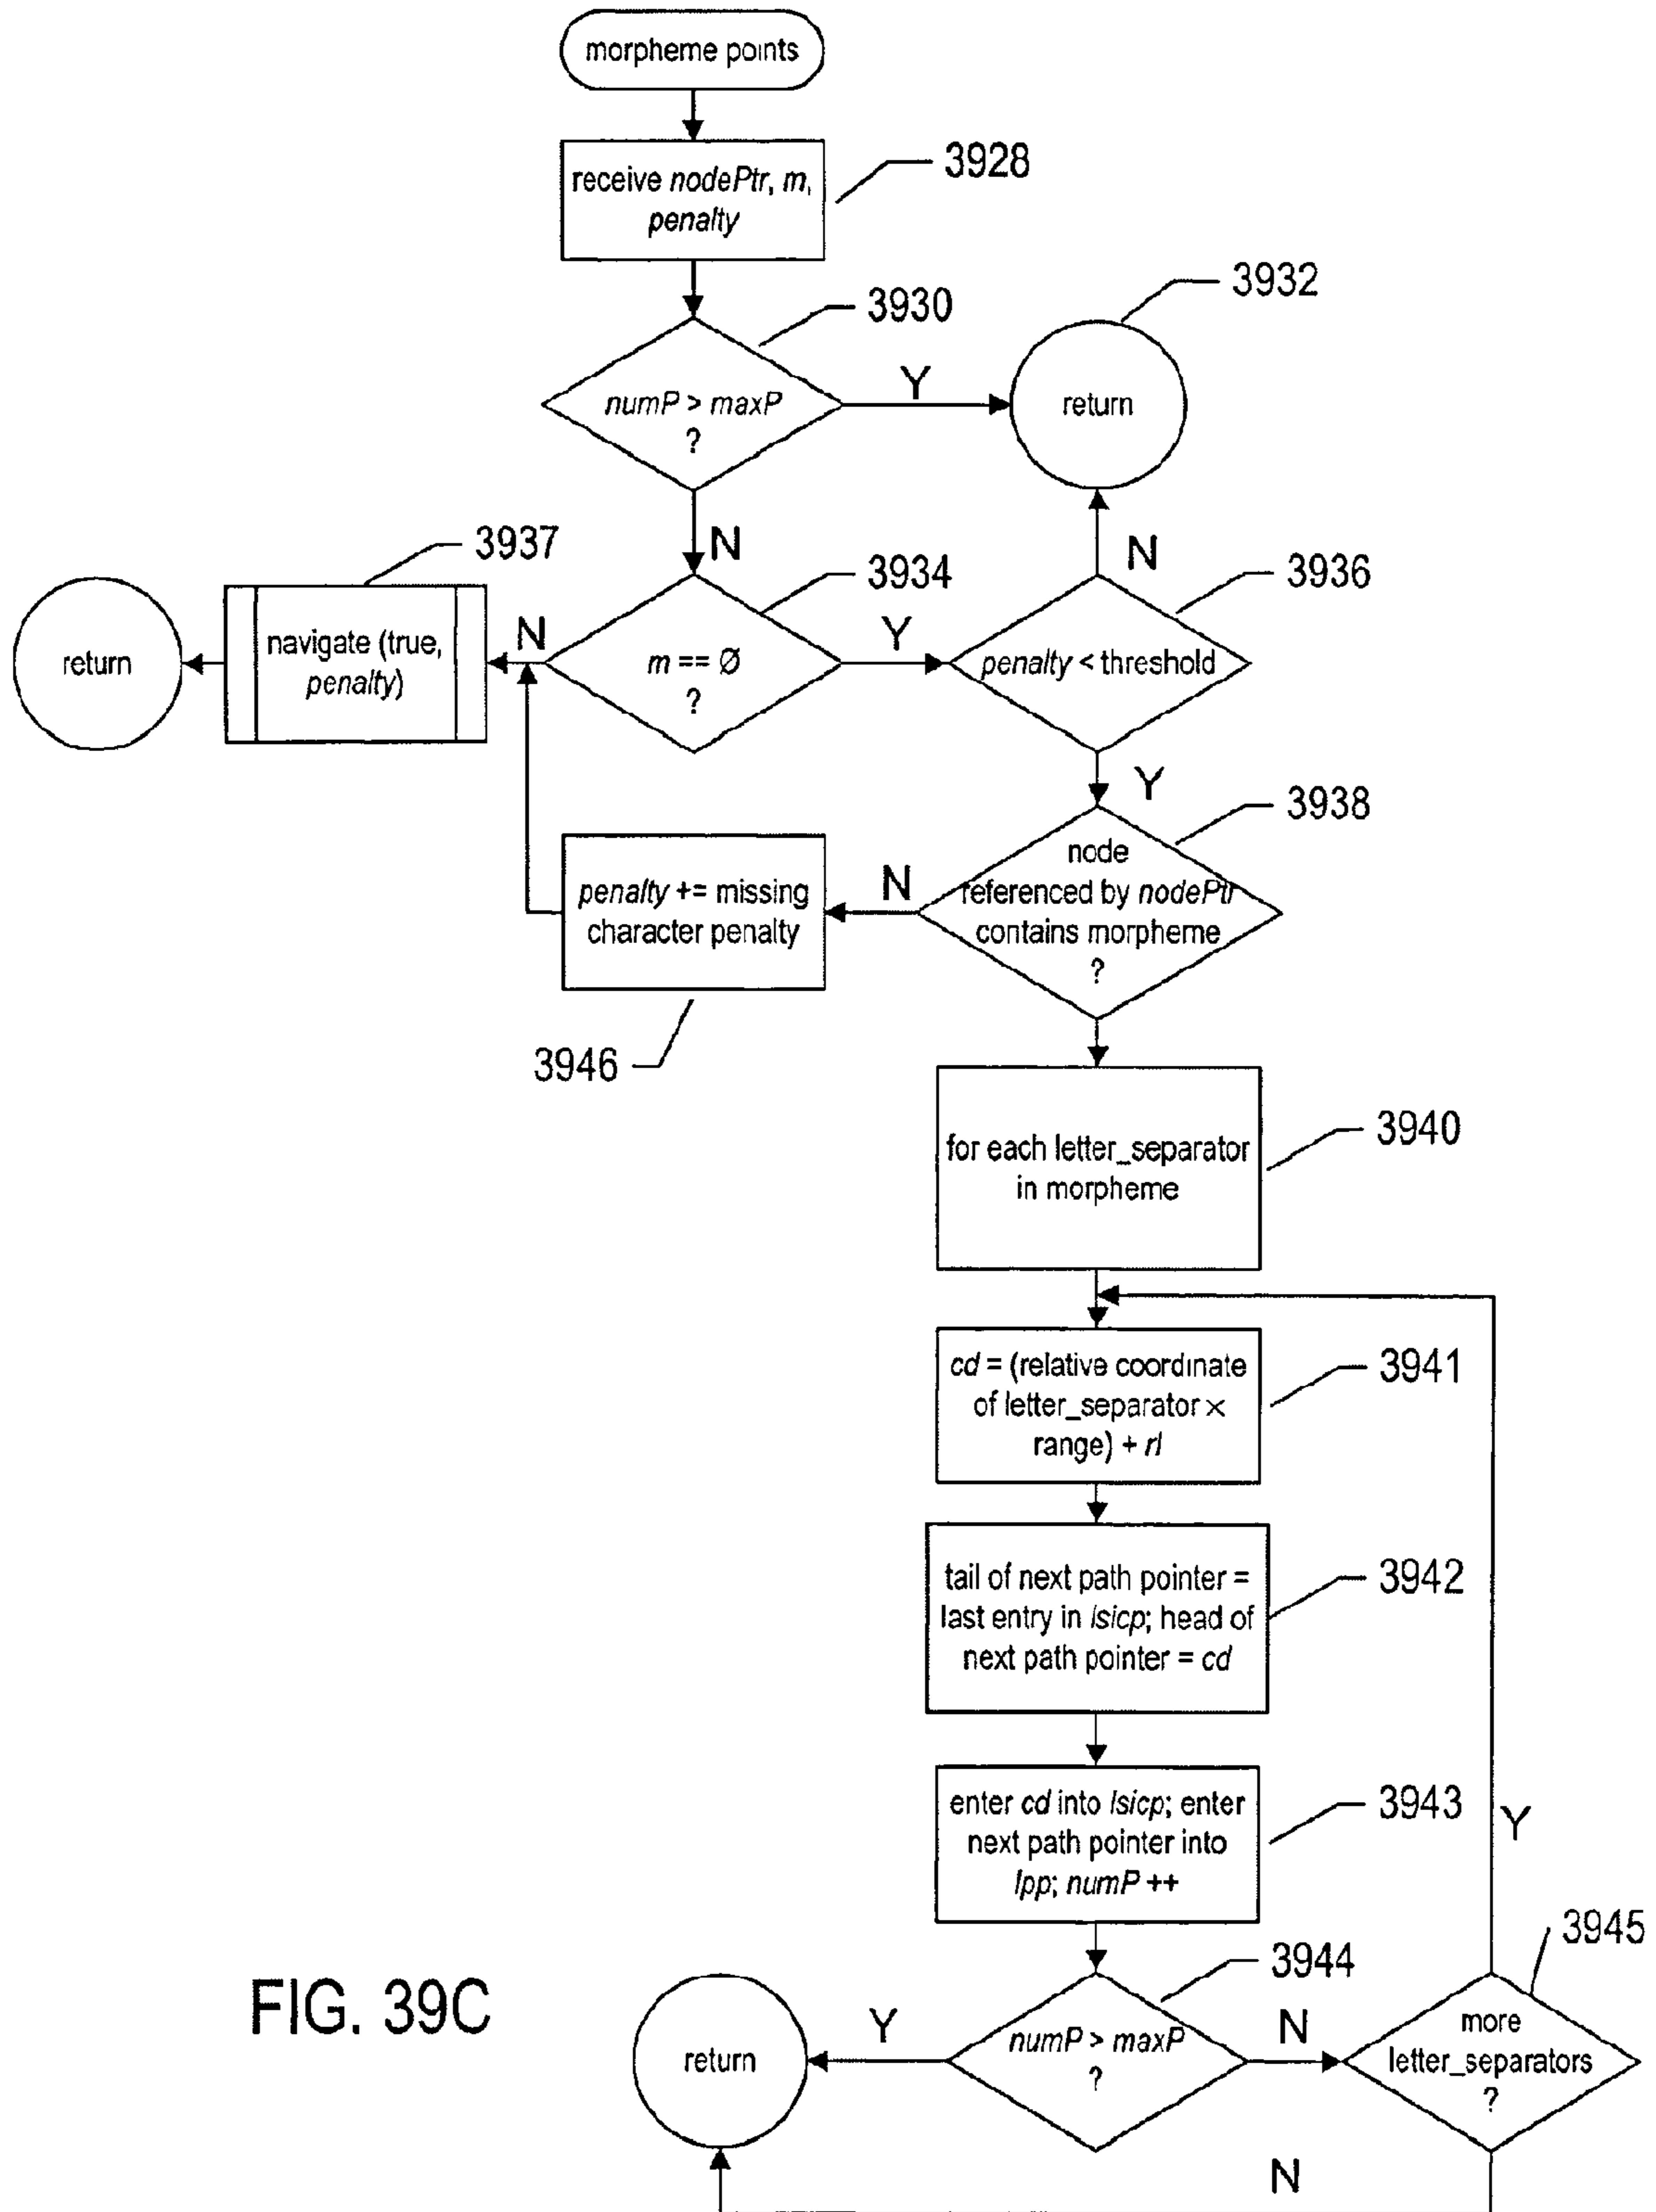 morpheme points
receive nodePtr, m,
penalty
3928
3930
3932
numP > maxP
?
Y
return
N
3937
3934
N
3936
return
navigate (true,
penalty)
N
m == Ø
?
Y
penalty < threshold
Y
3938
penalty += missing
character penalty
N
node
referenced by nodePtr
contains morpheme
?
3946
for each letter_separator
in morpheme
3940
cd = (relative coordinate
of letter_separator ×
range) + rl
3941
tail of next path pointer =
last entry in lsicp; head of
next path pointer = cd
3942
enter cd into lsicp; enter
next path pointer into
lpp; numP ++
3943
Y
3945
3944
FIG. 39C
return
Y
numP > maxP
?
N
more
letter_separators
?
N